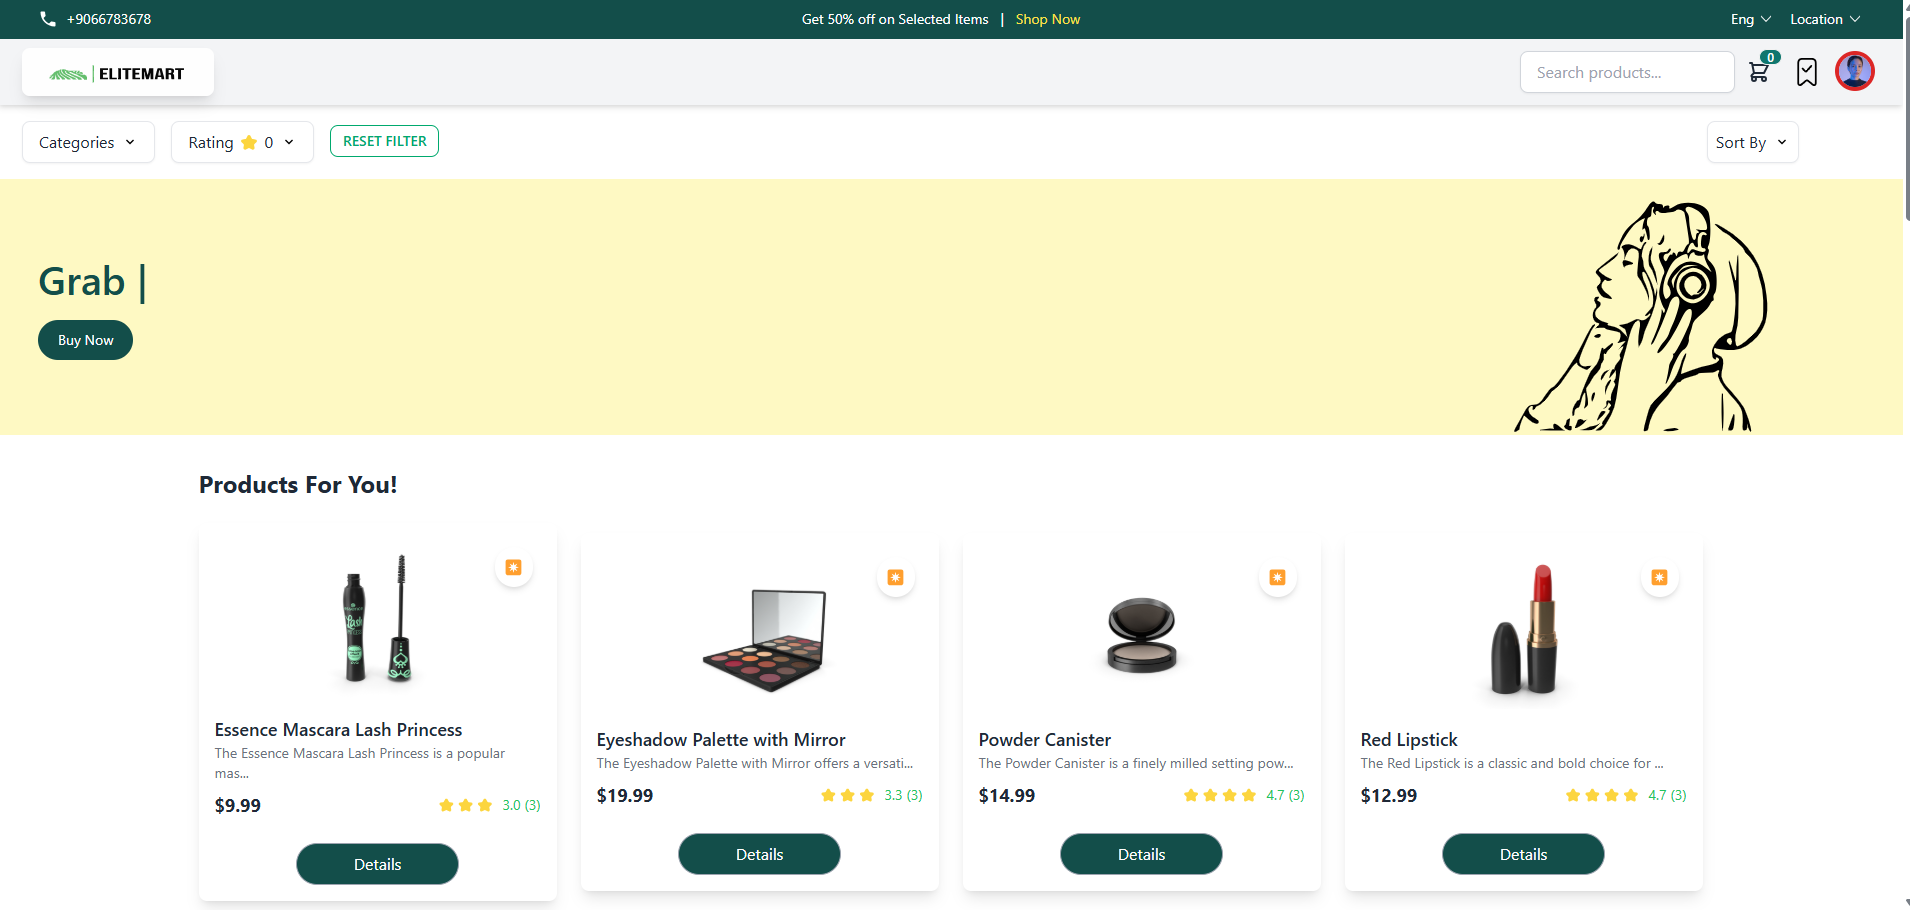 +9066783678
Get 50% off on Selected Items | Shop Now
Eng
Location
ELITEMART
Search products...
0
Categories
Rating 0
RESET FILTER
Sort By
Grab |
Buy Now
Products For You!
Essence Mascara Lash Princess
The Essence Mascara Lash Princess is a popular
mas...
$9.99
3.0 (3)
Details
Eyeshadow Palette with Mirror
The Eyeshadow Palette with Mirror offers a versati...
$19.99
3.3 (3)
Details
Powder Canister
The Powder Canister is a finely milled setting pow...
$14.99
4.7 (3)
Details
Red Lipstick
The Red Lipstick is a classic and bold choice for ...
$12.99
4.7 (3)
Details